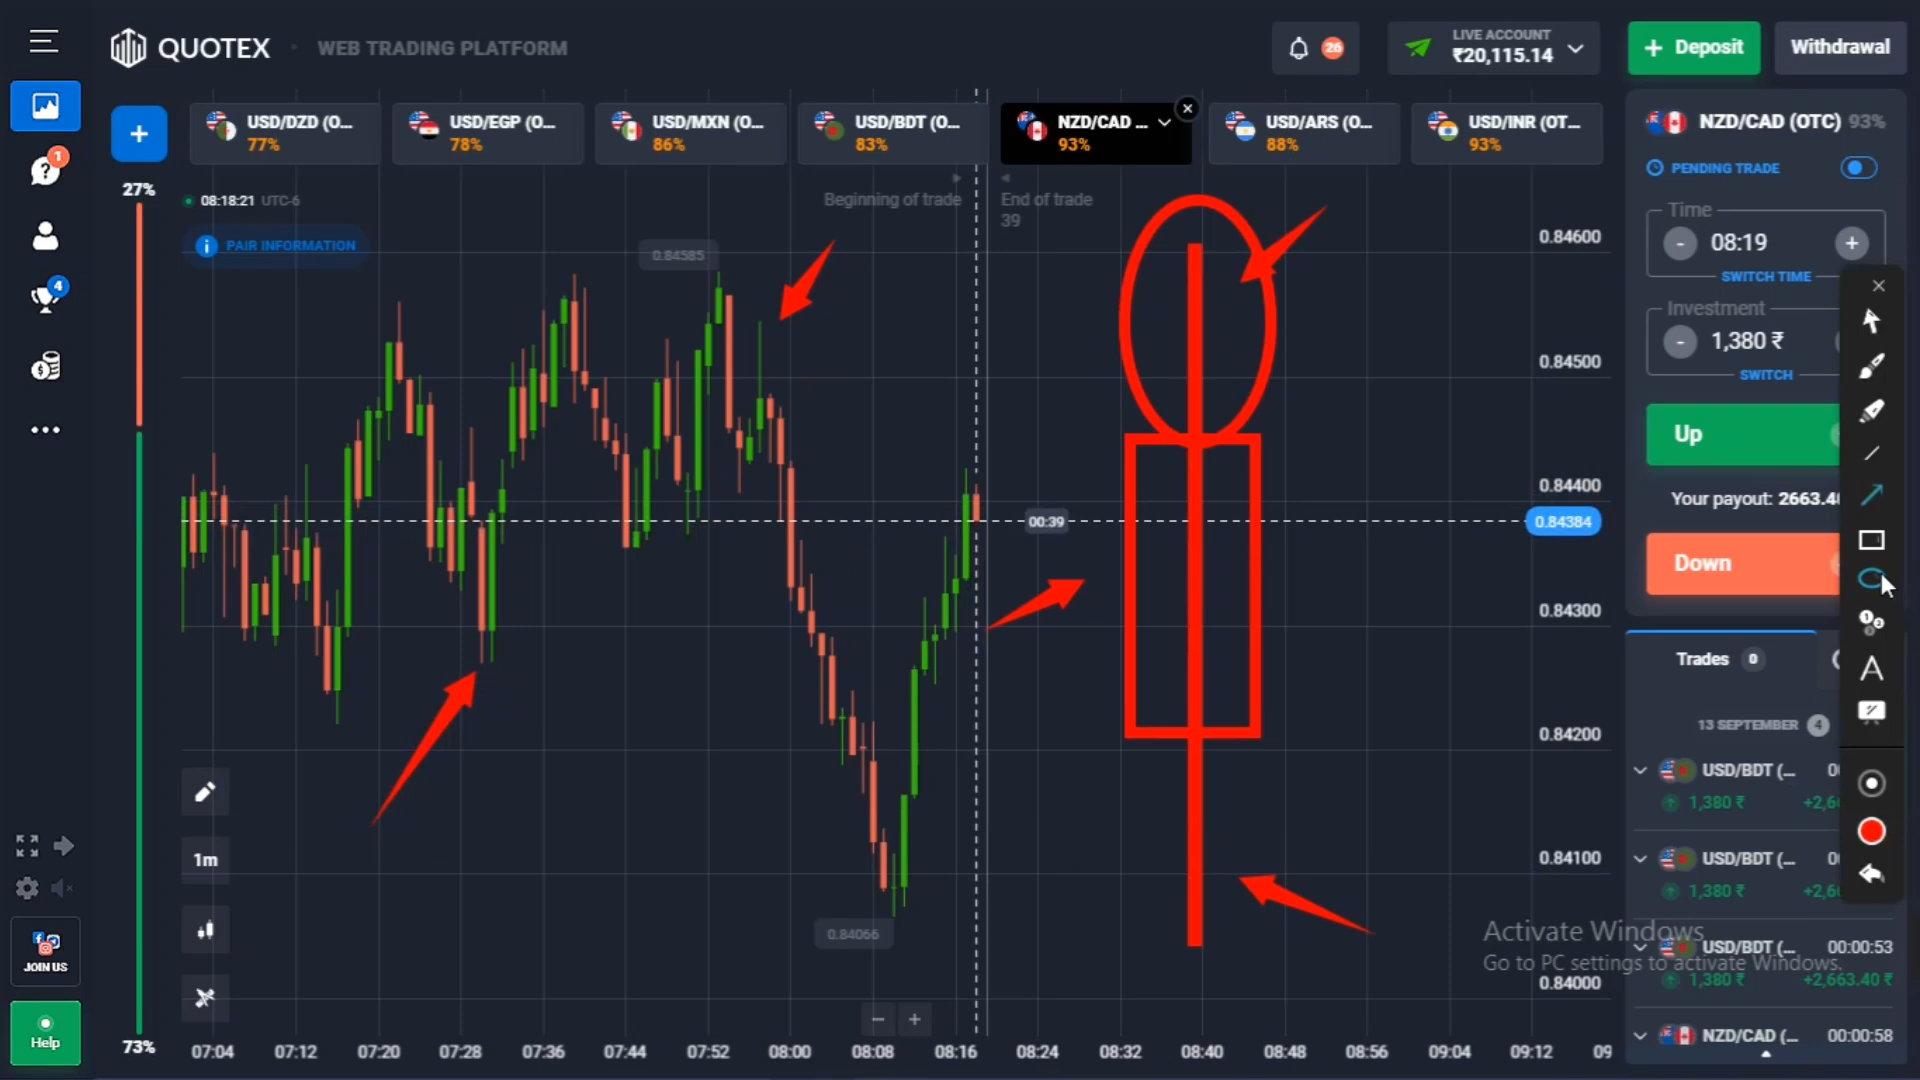 QUOTEX
WEB TRADING PLATFORM
26
LIVE ACCOUNT
₹20,115.14
+ Deposit
Withdrawal
USD/DZD (O...
77%
USD/EGP (O...
78%
USD/MXN (O...
86%
USD/BDT (O...
83%
NZD/CAD ...
93%
USD/ARS (O...
88%
USD/INR (OT...
93%
NZD/CAD (OTC) 93%
1
27%
PENDING TRADE
08:18:21 UTC-6
Beginning of trade
End of trade
39
Time
08:19
SWITCH TIME
PAIR INFORMATION
0.84585
0.84600
4
Investment
1,380 ₹
SWITCH
0.84500
Up
0.84400
Your payout: 2663.4
00:39
0.84384
Down
0.84300
Trades 0
0.84200
13 SEPTEMBER 4
USD/BDT (...
1,380 ₹
1m
0.84100
USD/BDT (...
1,380 ₹
0.84066
Activate Windows
Go to PC settings to activate Windows.
USD/BDT (...
00:00:53
1,380 ₹
+2,663.40 ₹
0.84000
JOIN US
Help
NZD/CAD (...
00:00:58
73%
07:04 07:12 07:20 07:28 07:36 07:44 07:52 08:00 08:08 08:16 08:24 08:32 08:40 08:48 08:56 09:04 09:12 09